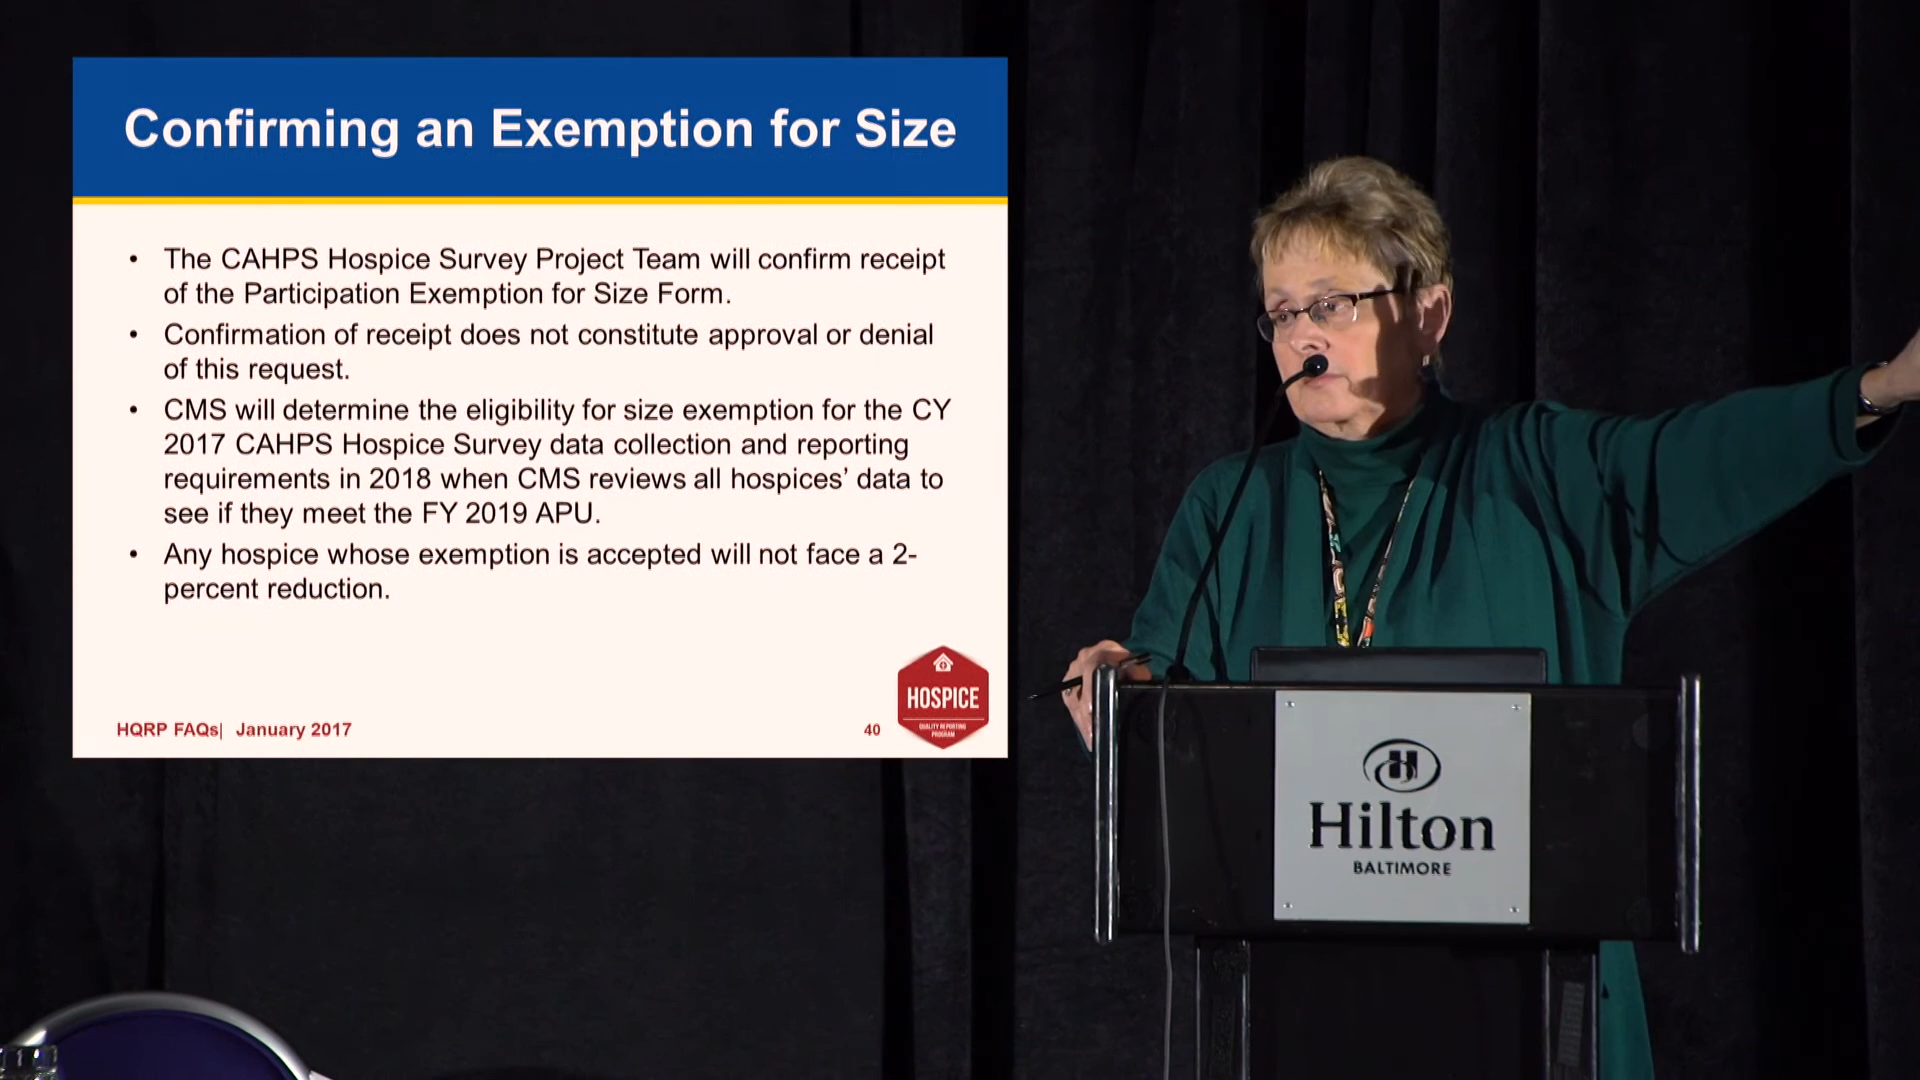 Confirming an Exemption for Size
• The CAHPS Hospice Survey Project Team will confirm receipt
of the Participation Exemption for Size Form.
• Confirmation of receipt does not constitute approval or denial
of this request.
• CMS will determine the eligibility for size exemption for the CY
2017 CAHPS Hospice Survey data collection and reporting
requirements in 2018 when CMS reviews all hospices’ data to
see if they meet the FY 2019 APU.
• Any hospice whose exemption is accepted will not face a 2-
percent reduction.
HQRP FAQs| January 2017
40
HOSPICE
QUALITY REPORTING
PROGRAM
H
Hilton
BALTIMORE